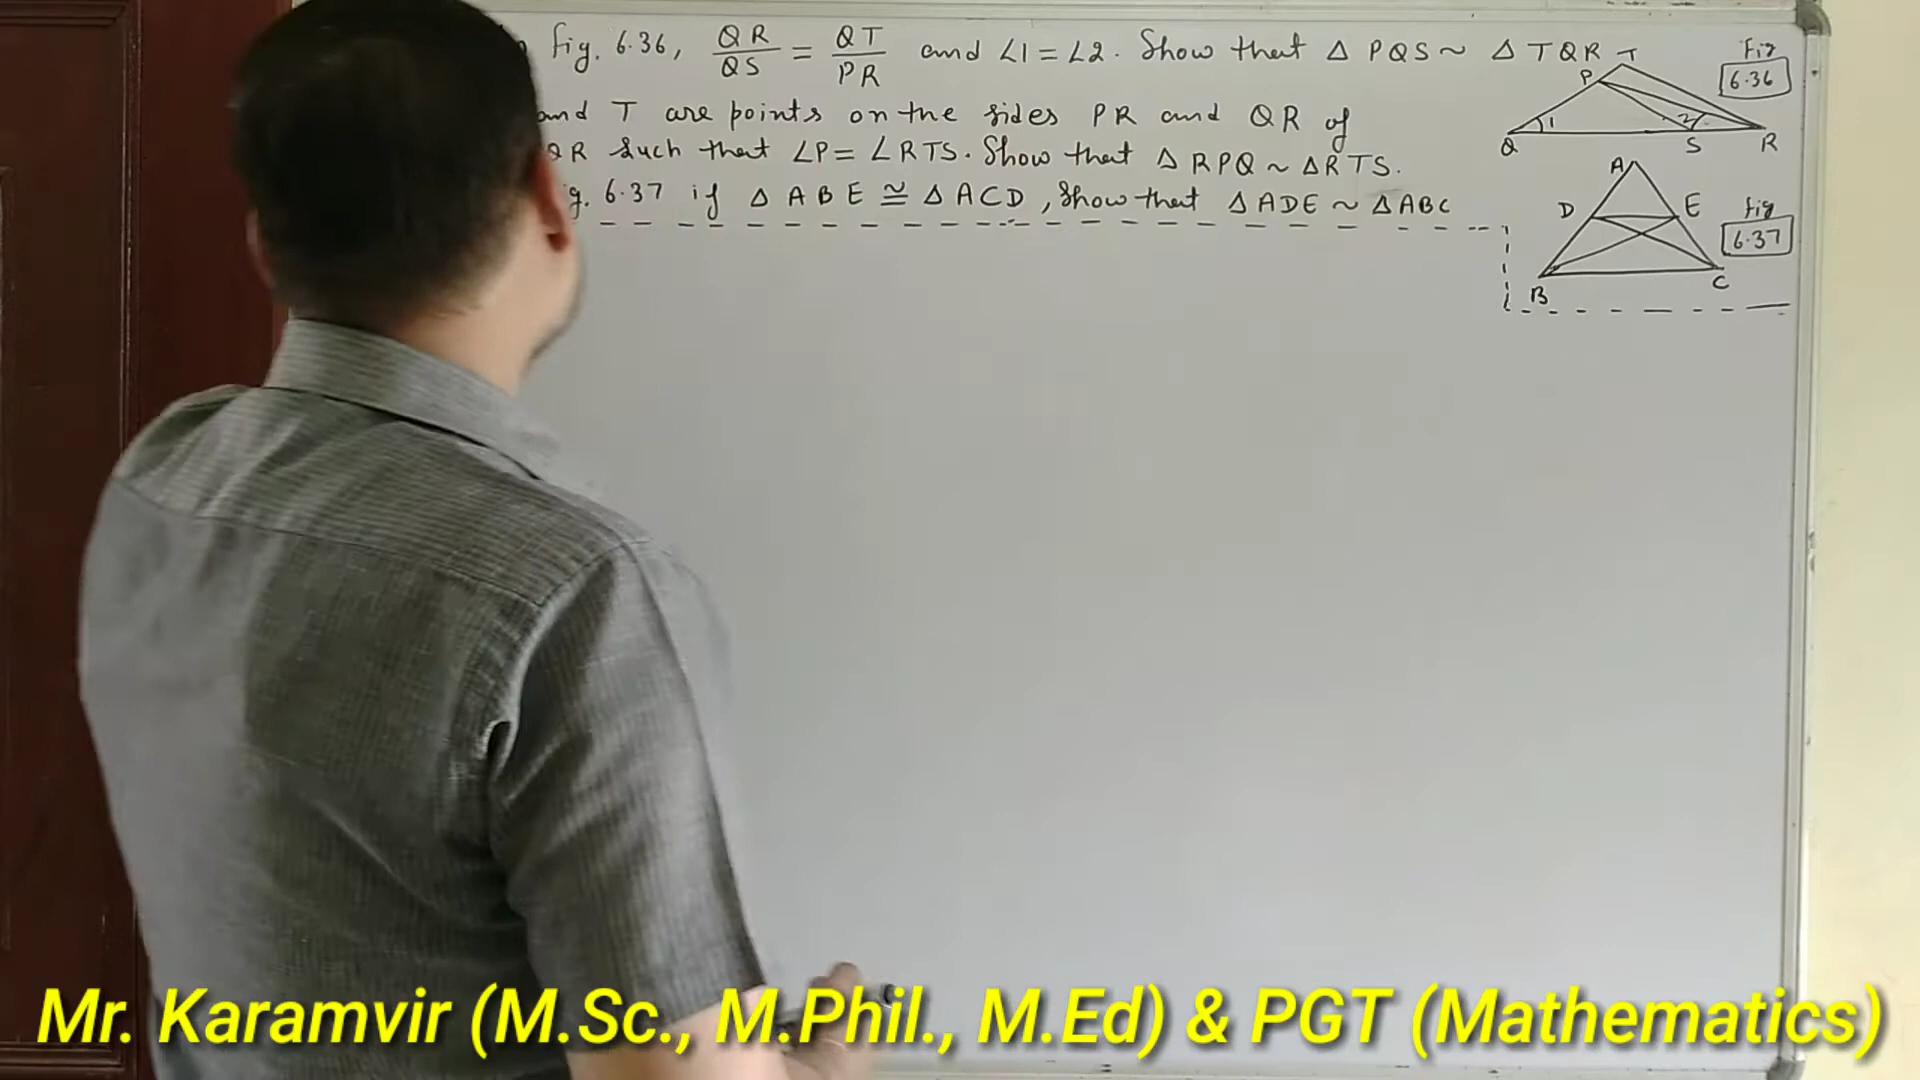 fig. 6.36, QR/QS = QT/PR and ∠1 = ∠2. Show that △ PQS ~ △ TQR
and T are points on the sides PR and QR of
QR such that ∠P = ∠RTS. Show that △ RPQ ~ △RTS.
g. 6.37 if △ ABE ≅ △ ACD, Show that △ADE ~ △ABC
Fig
6.36
T
P
1
2
Q
S
R
A
D
E
fig
6.37
B
C
Mr. Karamvir (M.Sc., M.Phil., M.Ed) & PGT (Mathematics)